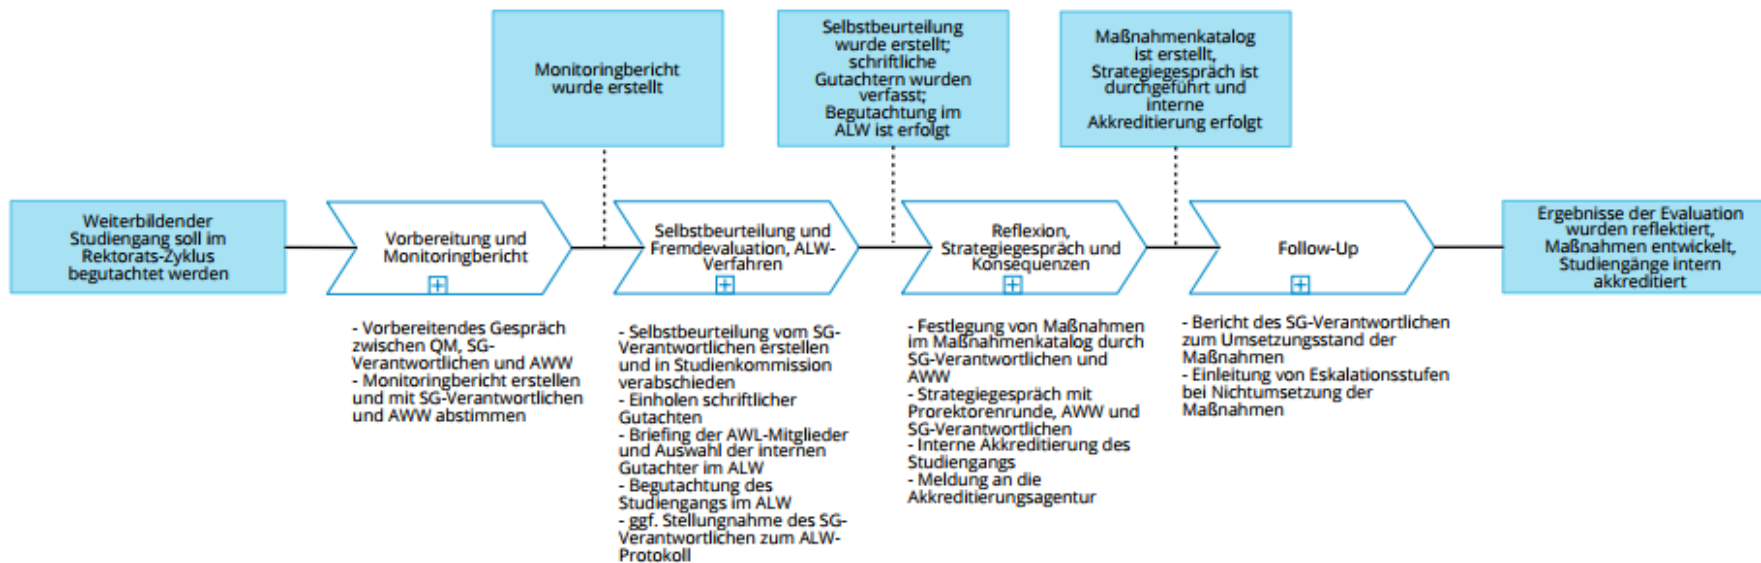 Monitoringbericht
wurde erstellt
Selbstbeurteilung
wurde erstellt;
schriftliche
Gutachtern wurden
verfasst;
Begutachtung im
ALW ist erfolgt
Maßnahmenkatalog
ist erstellt,
Strategiegespräch ist
durchgeführt und
interne
Akkreditierung erfolgt
Weiterbildender
Studiengang soll im
Rektorats-Zyklus
begutachtet werden
Vorbereitung und
Monitoringbericht
Selbstbeurteilung und
Fremdevaluation, ALW-
Verfahren
Reflexion,
Strategiegespräch und
Konsequenzen
Follow-Up
Ergebnisse der Evaluation
wurden reflektiert,
Maßnahmen entwickelt,
Studiengänge intern
akkreditiert
- Vorbereitendes Gespräch
zwischen QM, SG-
Verantwortlichen und AWW
- Monitoringbericht erstellen
und mit SG-Verantwortlichen
und AWW abstimmen
- Selbstbeurteilung vom SG-
Verantwortlichen erstellen
und in Studienkommission
verabschieden
- Einholen schriftlicher
Gutachten
- Briefing der AWL-Mitglieder
und Auswahl der internen
Gutachter im ALW
- Begutachtung des
Studiengangs im ALW
- ggf. Stellungnahme des SG-
Verantwortlichen zum ALW-
Protokoll
- Festlegung von Maßnahmen
im Maßnahmenkatalog durch
SG-Verantwortlichen und
AWW
- Strategiegespräch mit
Prorektorenrunde, AWW und
SG-Verantwortlichen
- Interne Akkreditierung des
Studiengangs
- Meldung an die
Akkreditierungsagentur
- Bericht des SG-Verantwortlichen
zum Umsetzungsstand der
Maßnahmen
- Einleitung von Eskalationsstufen
bei Nichtumsetzung der
Maßnahmen